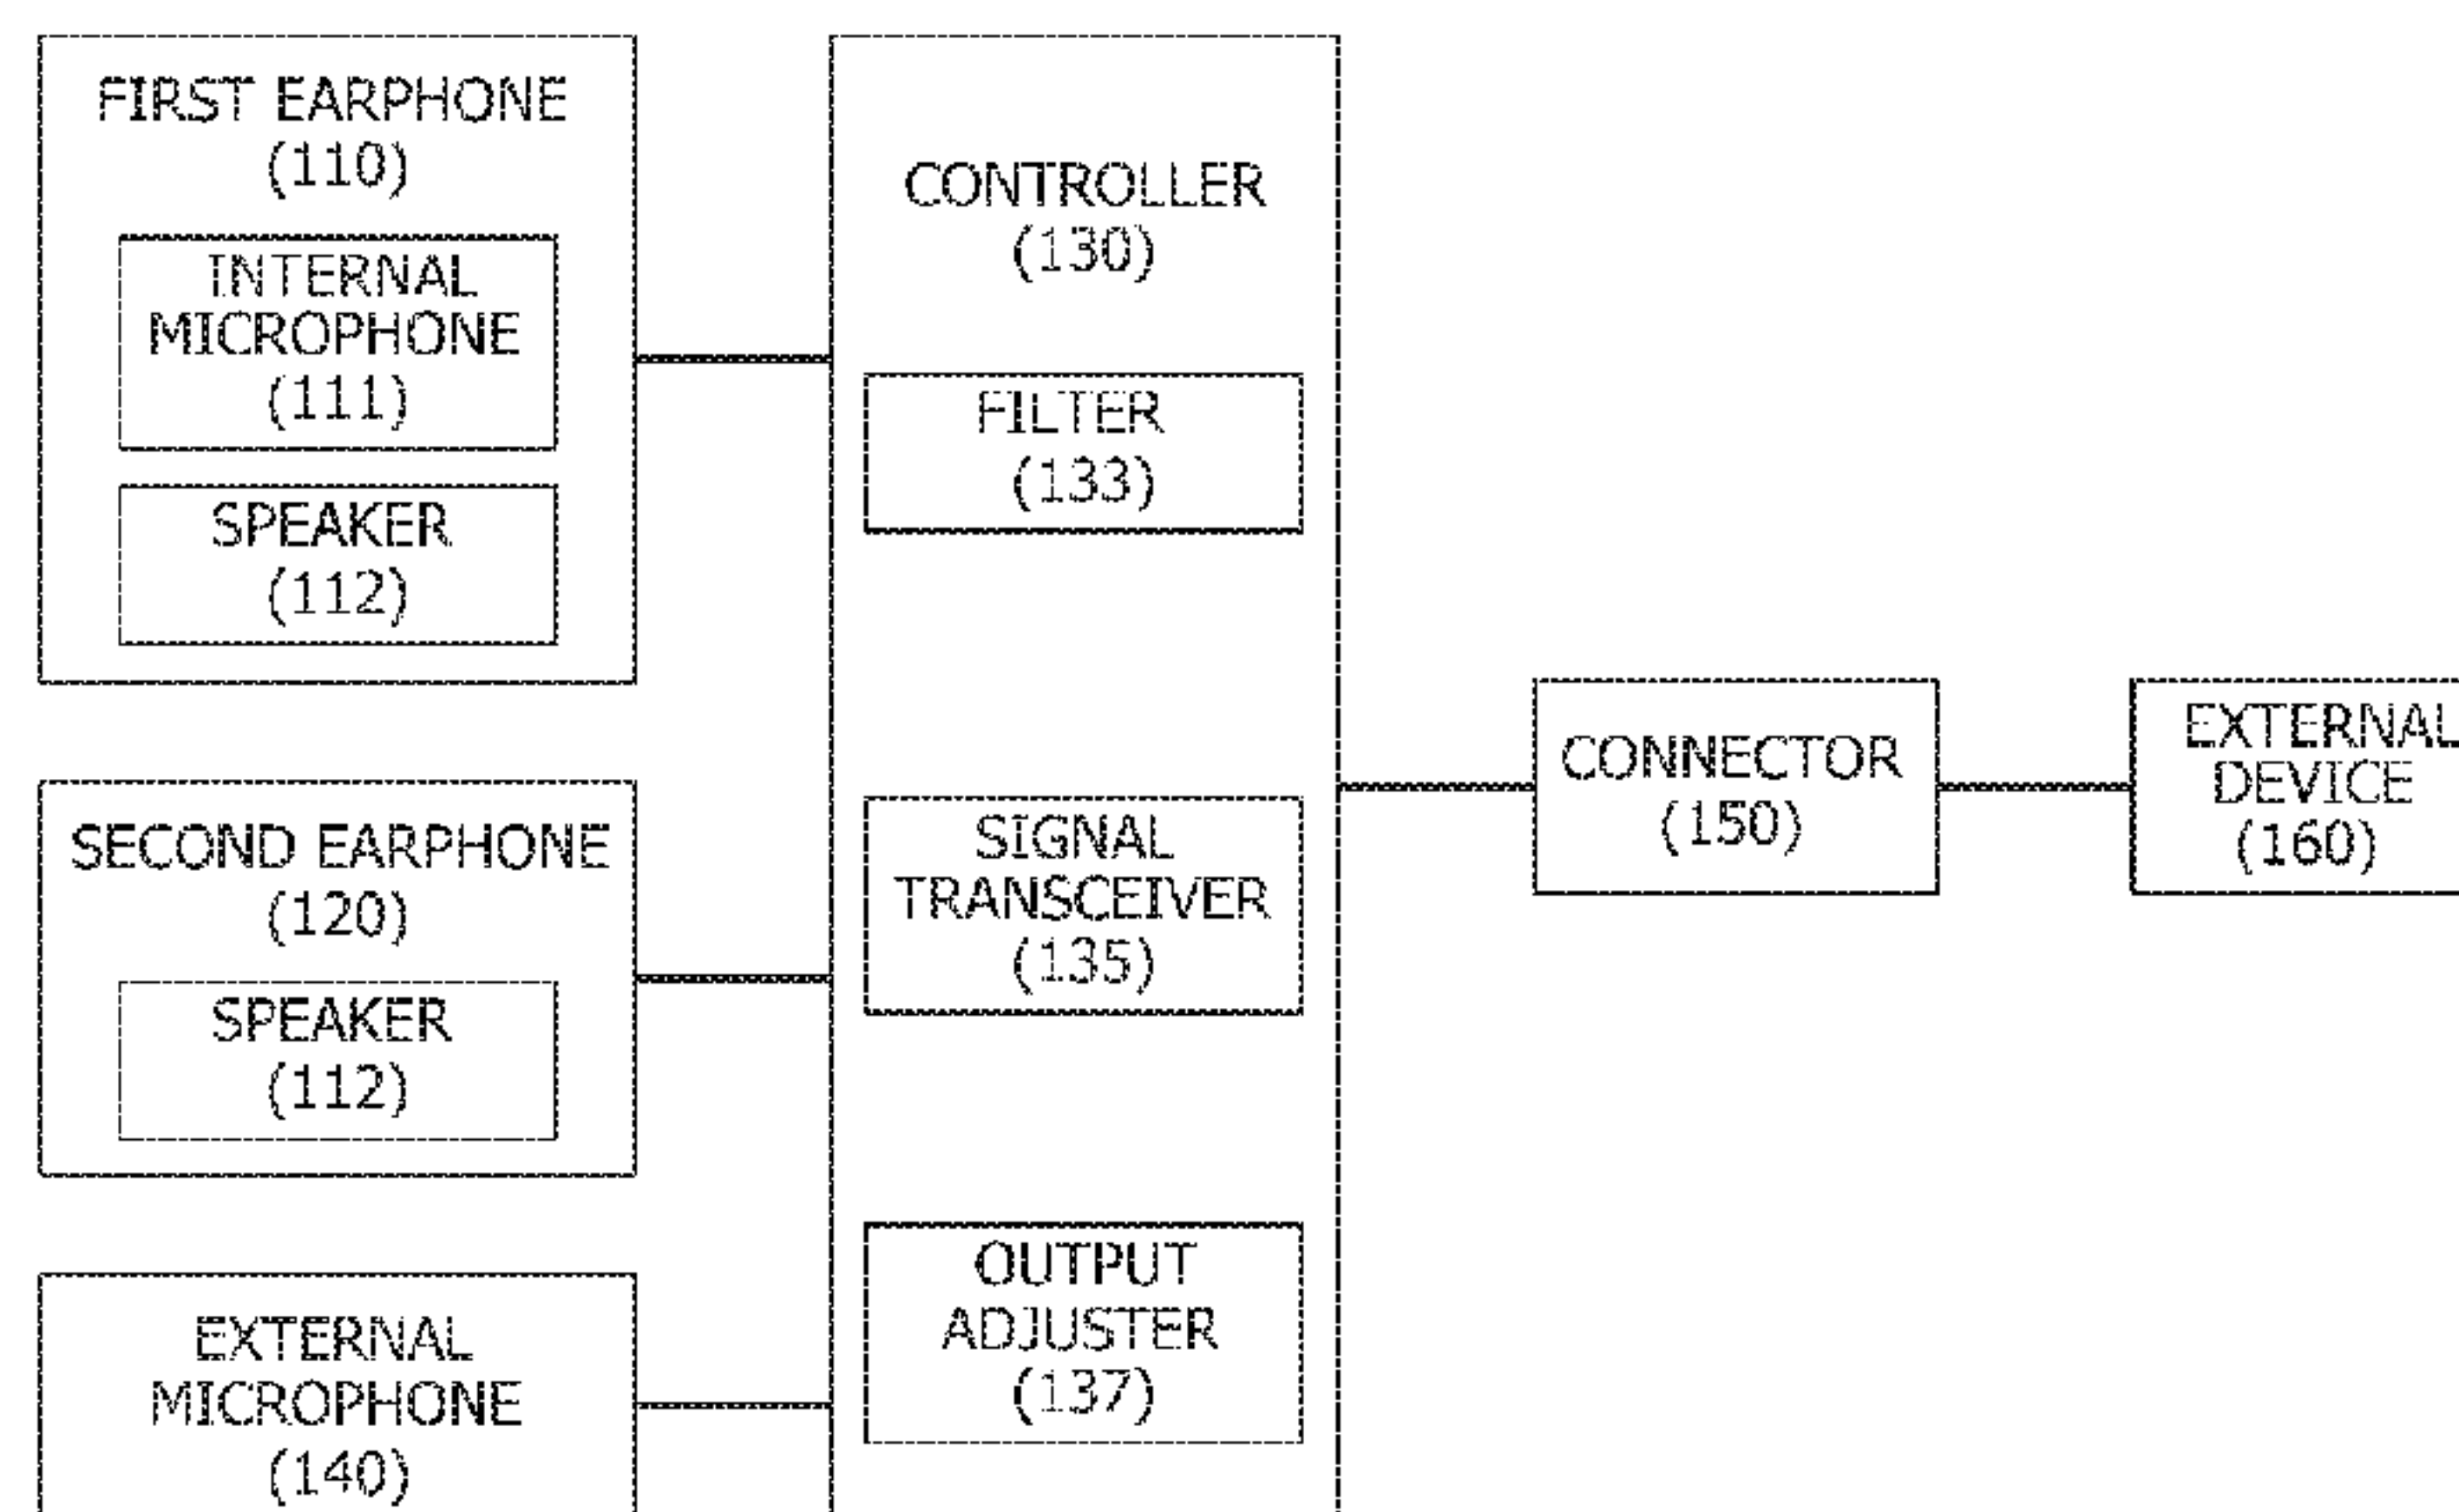 FIRST EARPHONE
(110)
INTERNAL
MICROPHONE
(111)
SPEAKER
(112)
SECOND EARPHONE
(120)
SPEAKER
(112)
EXTERNAL
MICROPHONE
(140)
CONTROLLER
(130)
FILTER
(133)
SIGNAL
TRANSCEIVER
(135)
OUTPUT
ADJUSTER
(137)
CONNECTOR
(150)
EXTERNAL
DEVICE
(160)